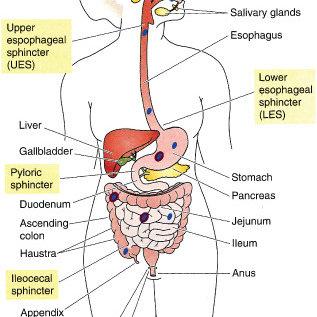 Salivary glands
Upper
espophageal
sphincter
(UES)
Esophagus
Lower
esophageal
sphincter
(LES)
Liver
Gallbladder
Pyloric
sphincter
Stomach
Pancreas
Duodenum
Ascending
colon
Jejunum
Haustra
Ileum
Ileocecal
sphincter
Anus
Appendix